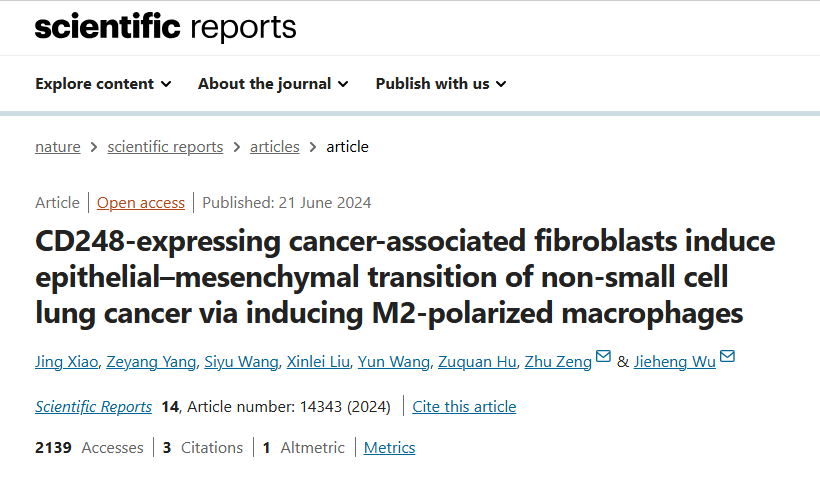 scientific reports
Explore content About the journal Publish with us
nature > scientific reports > articles > article
Article | Open access | Published: 21 June 2024
CD248-expressing cancer-associated fibroblasts induce
epithelial–mesenchymal transition of non-small cell
lung cancer via inducing M2-polarized macrophages
Jing Xiao, Zeyang Yang, Siyu Wang, Xinlei Liu, Yun Wang, Zuquan Hu, Zhu Zeng & Jieheng Wu
Scientific Reports 14, Article number: 14343 (2024) | Cite this article
2139 Accesses | 3 Citations | 1 Altmetric | Metrics